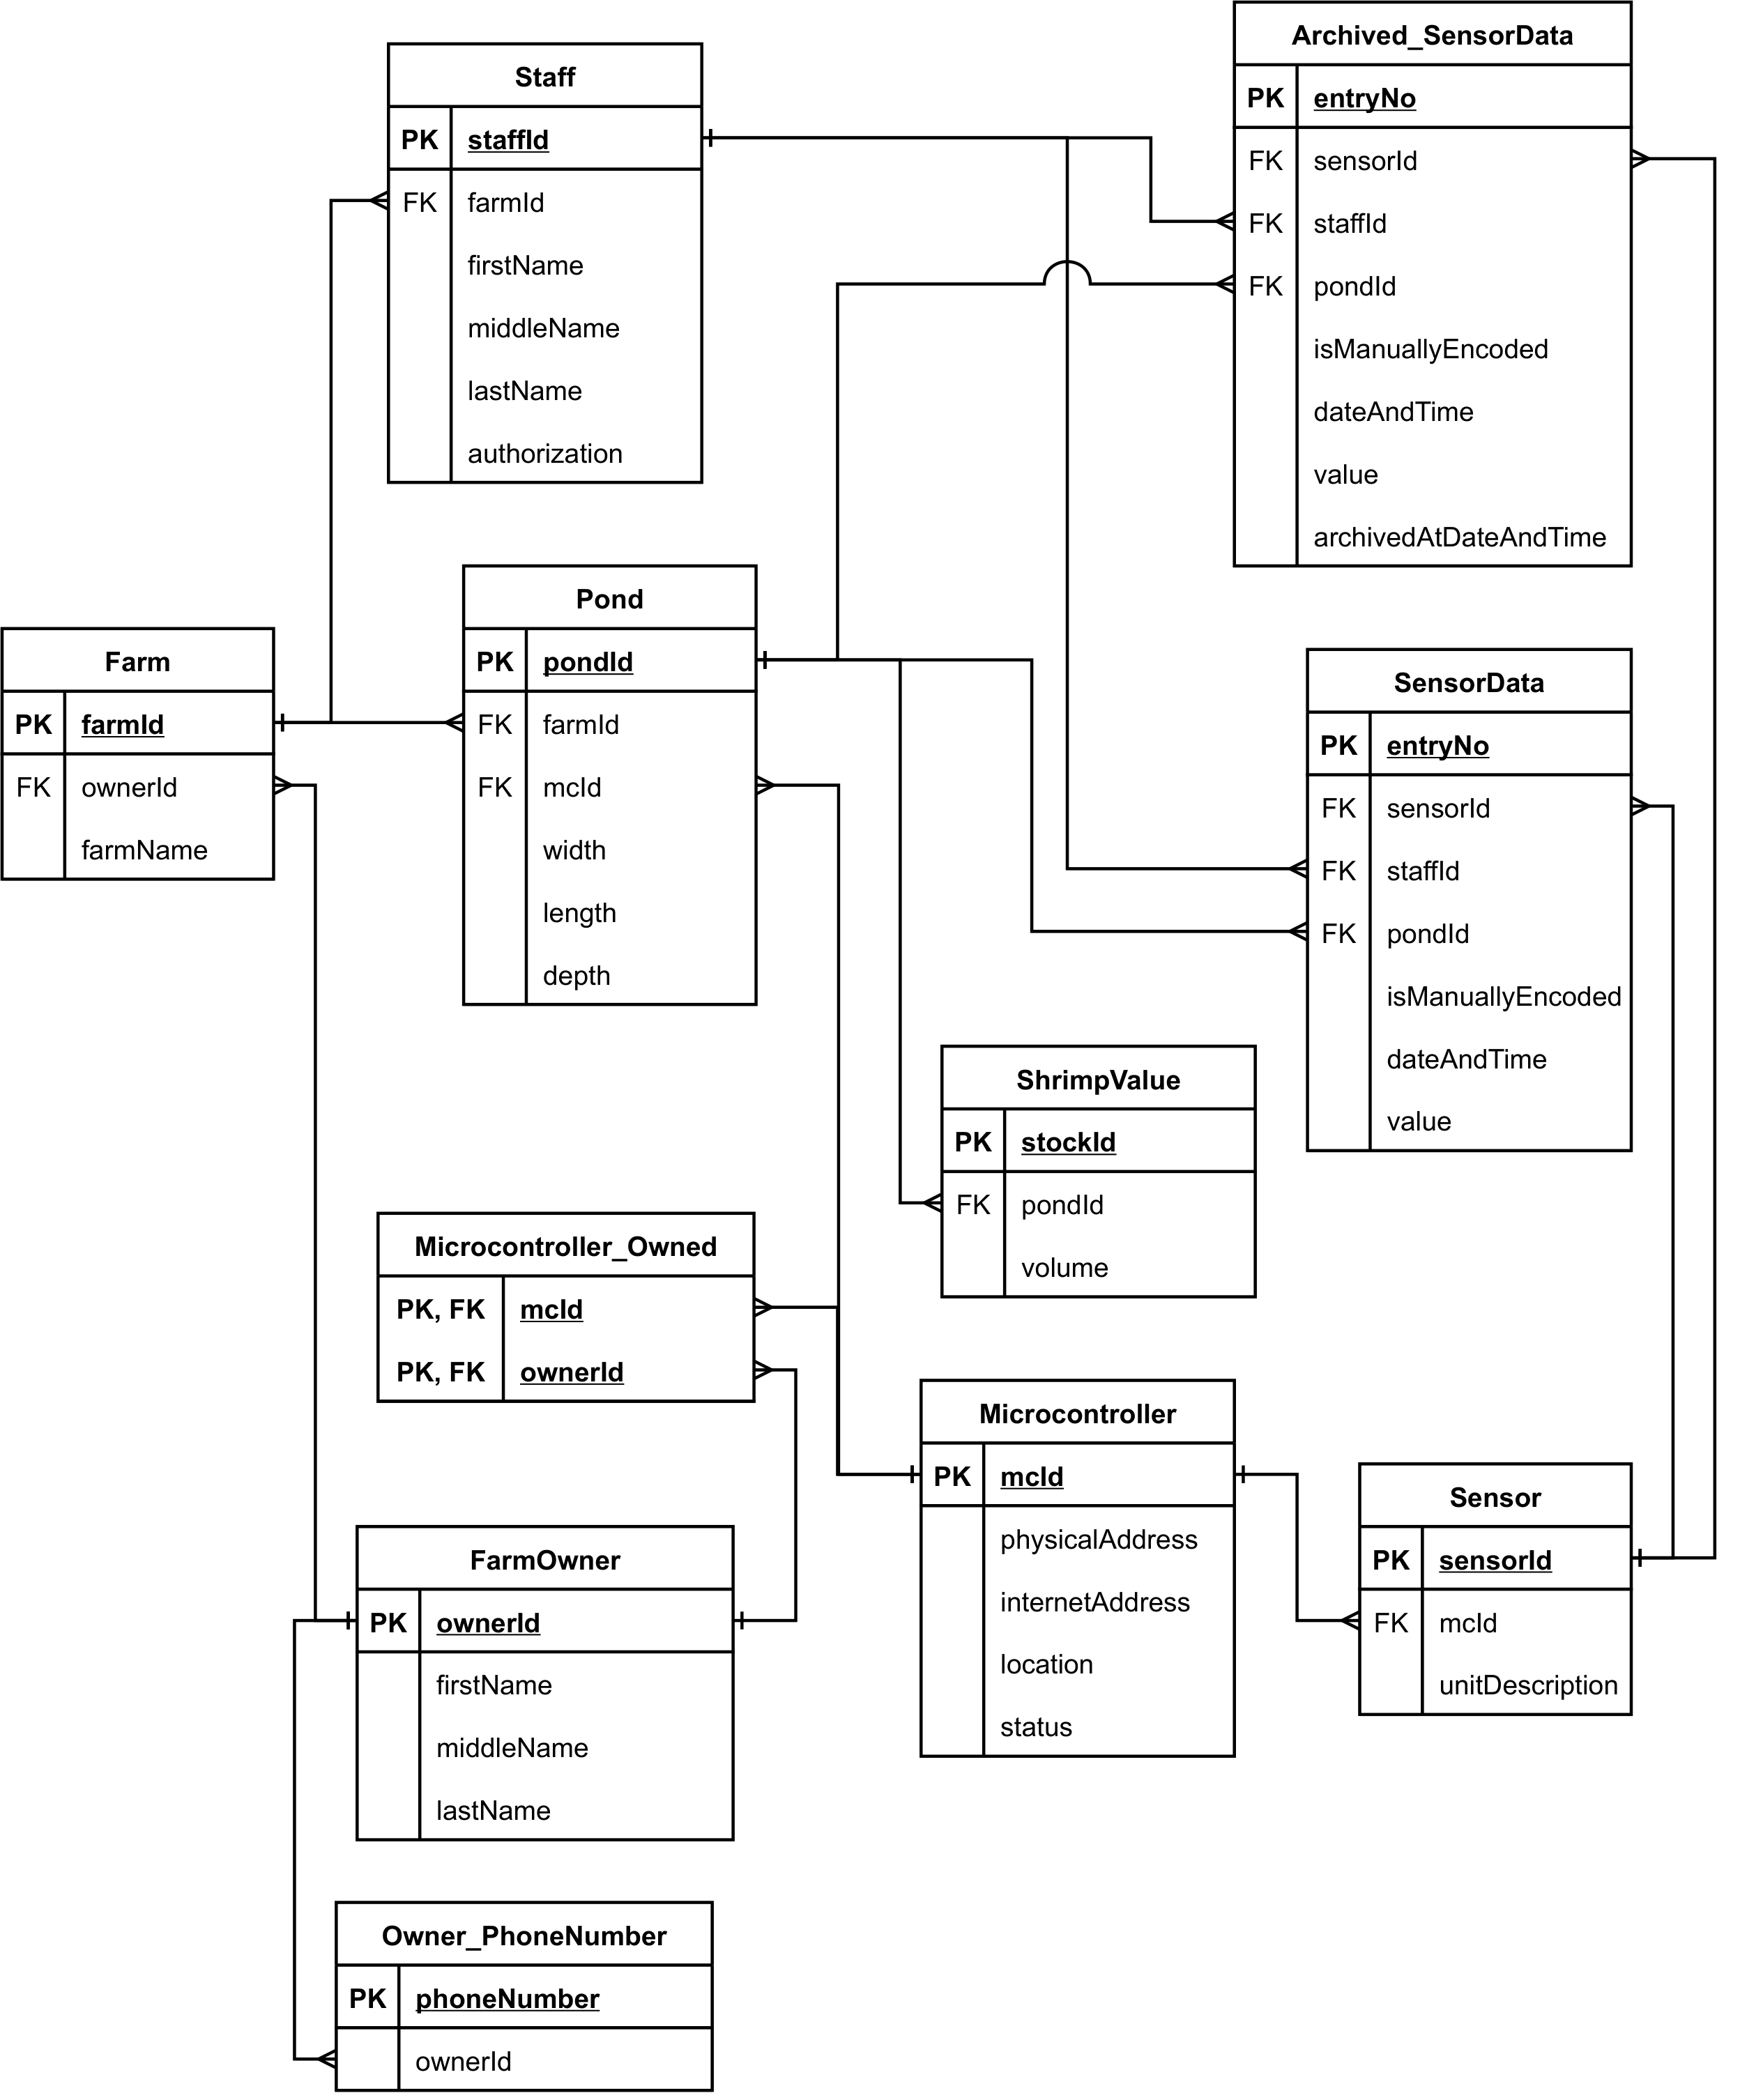 Archived_SensorData
PK entryNo
FK sensorId
FK staffId
FK pondId
isManuallyEncoded
dateAndTime
value
archivedAtDateAndTime
Staff
PK staffId
FK farmId
firstName
middleName
lastName
authorization
Pond
PK pondId
FK farmId
FK mcId
width
length
depth
Farm
PK farmId
FK ownerId
farmName
SensorData
PK entryNo
FK sensorId
FK staffId
FK pondId
isManuallyEncoded
dateAndTime
value
ShrimpValue
PK stockId
FK pondId
volume
Microcontroller_Owned
PK, FK mcId
PK, FK ownerId
Microcontroller
PK mcId
physicalAddress
internetAddress
location
status
Sensor
PK sensorId
FK mcId
unitDescription
FarmOwner
PK ownerId
firstName
middleName
lastName
Owner_PhoneNumber
PK phoneNumber
ownerId